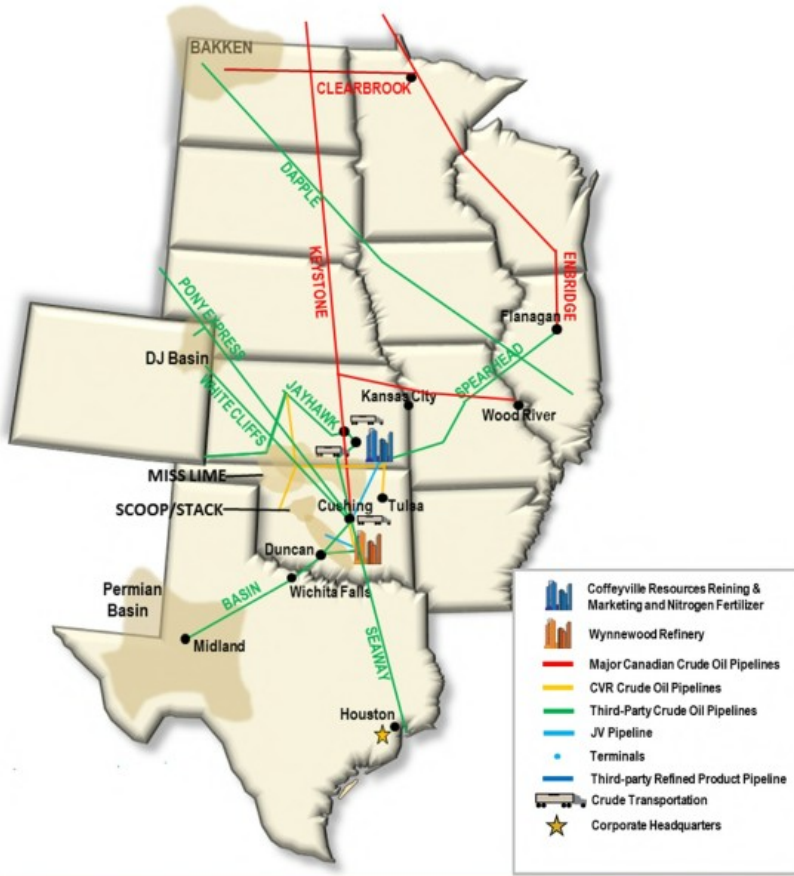 BAKKEN
CLEARBROOK
DAPPLE
KEYSTONE
ENBRIDGE
PONY EXPRESS
Flanagan
DJ Basin
SPEARHEAD
WHITE CLIFFS
JAYHAWK
Kansas City
Wood River
MISS LIME
SCOOP/STACK
Cushing
Tulsa
Duncan
Wichita Falls
Permian
Basin
BASIN
Midland
SEAWAY
Houston
Coffeyville Resources Reining &
Marketing and Nitrogen Fertilizer
Wynnewood Refinery
Major Canadian Crude Oil Pipelines
CVR Crude Oil Pipelines
Third-Party Crude Oil Pipelines
JV Pipeline
Terminals
Third-party Refined Product Pipeline
Crude Transportation
Corporate Headquarters